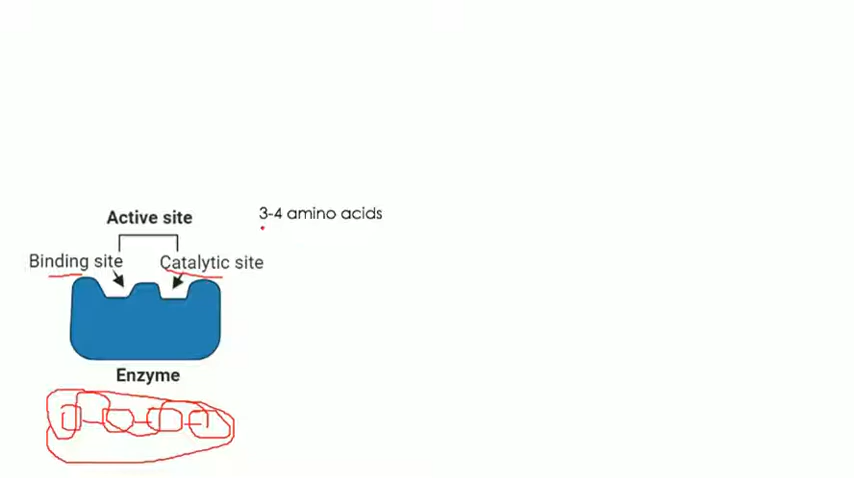 Active site
3-4 amino acids
Binding site
Catalytic site
Enzyme